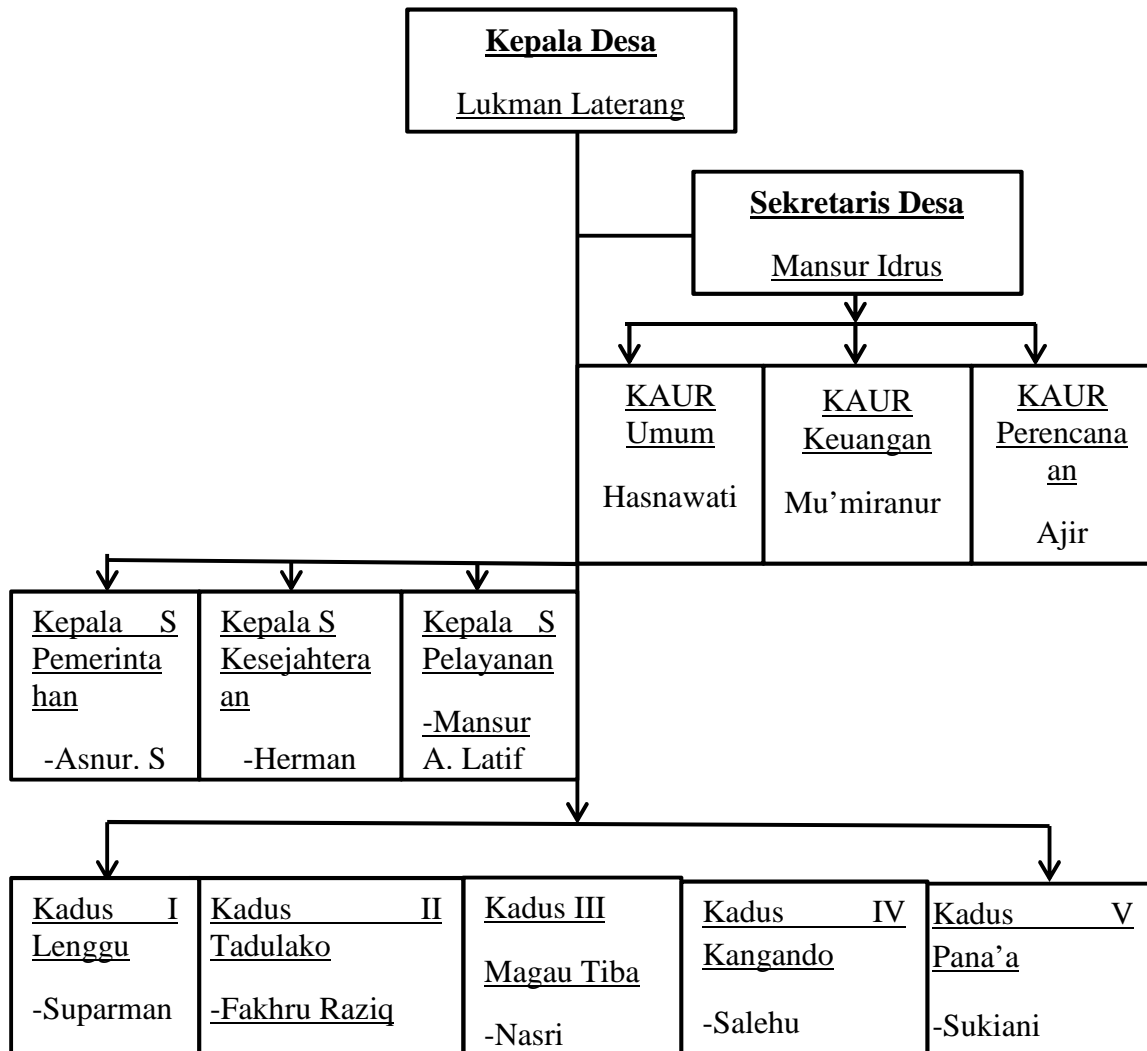 Kepala Desa
Lukman Laterang
Sekretaris Desa
Mansur Idrus
KAUR
Umum
Hasnawati
KAUR
Keuangan
Mu’miranur
KAUR
Perencana
an
Ajir
Kepala S
Pemerinta
han
-Asnur. S
Kepala S
Kesejahtera
an
-Herman
Kepala S
Pelayanan
-Mansur
A. Latif
Kadus I
Lenggu
-Suparman
Kadus II
Tadulako
-Fakhru Raziq
Kadus III
Magau Tiba
-Nasri
Kadus IV
Kangando
-Salehu
Kadus V
Pana’a
-Sukiani